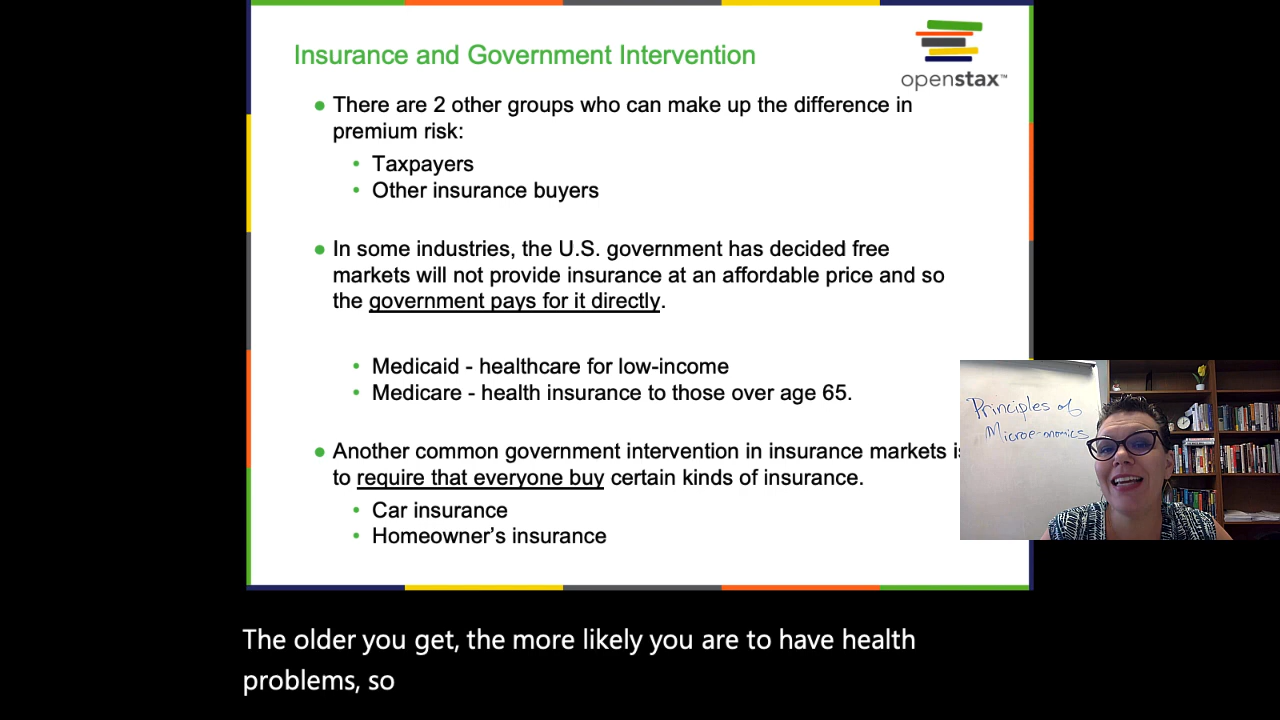 Insurance and Government Intervention
openstax™
There are 2 other groups who can make up the difference in
premium risk:
Taxpayers
Other insurance buyers
In some industries, the U.S. government has decided free
markets will not provide insurance at an affordable price and so
the government pays for it directly.
Medicaid - healthcare for low-income
Medicare - health insurance to those over age 65.
Another common government intervention in insurance markets
to require that everyone buy certain kinds of insurance.
Car insurance
Homeowner’s insurance
Principles of
The older you get, the more likely you are to have health
problems, so